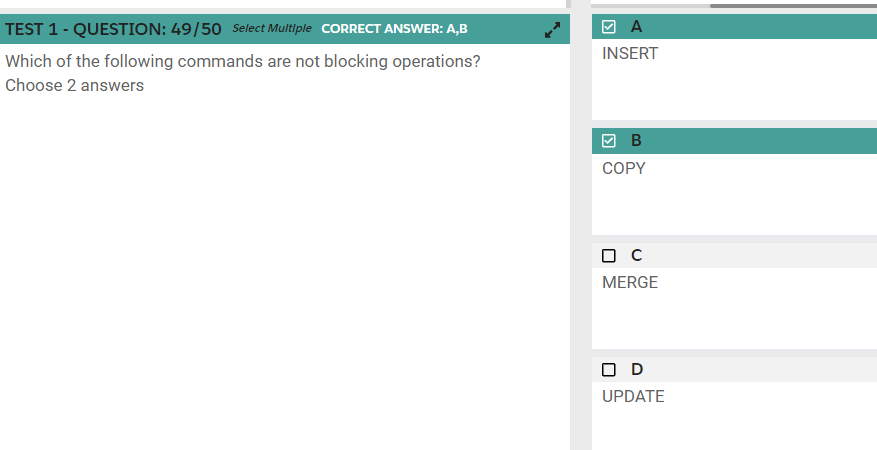 TEST 1 - QUESTION: 49/50 Select Multiple CORRECT ANSWER: A,B
Which of the following commands are not blocking operations?
Choose 2 answers
A
INSERT
B
COPY
C
MERGE
D
UPDATE